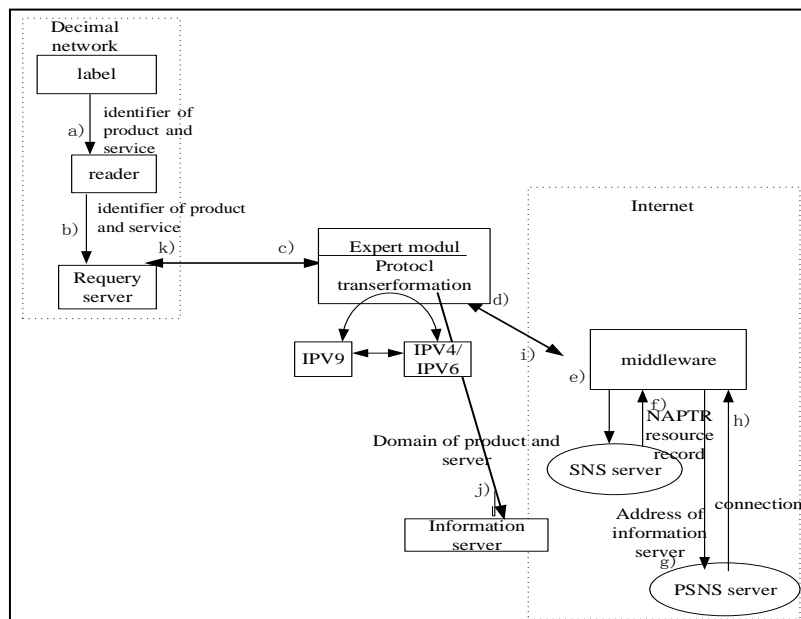 Decimal
network
label
a)
identifier of
product and
service
reader
b)
identifier of product
and service
k)
c)
Requery
server
Expert modul
Protocl
transerformation
d)
IPV9
IPV4/
IPV6
i)
Internet
e)
middleware
f)
h)
NAPTR
resource
record
SNS server
Domain of product and
server
j)
Information
server
connection
Address of
information
server
g)
PSNS server